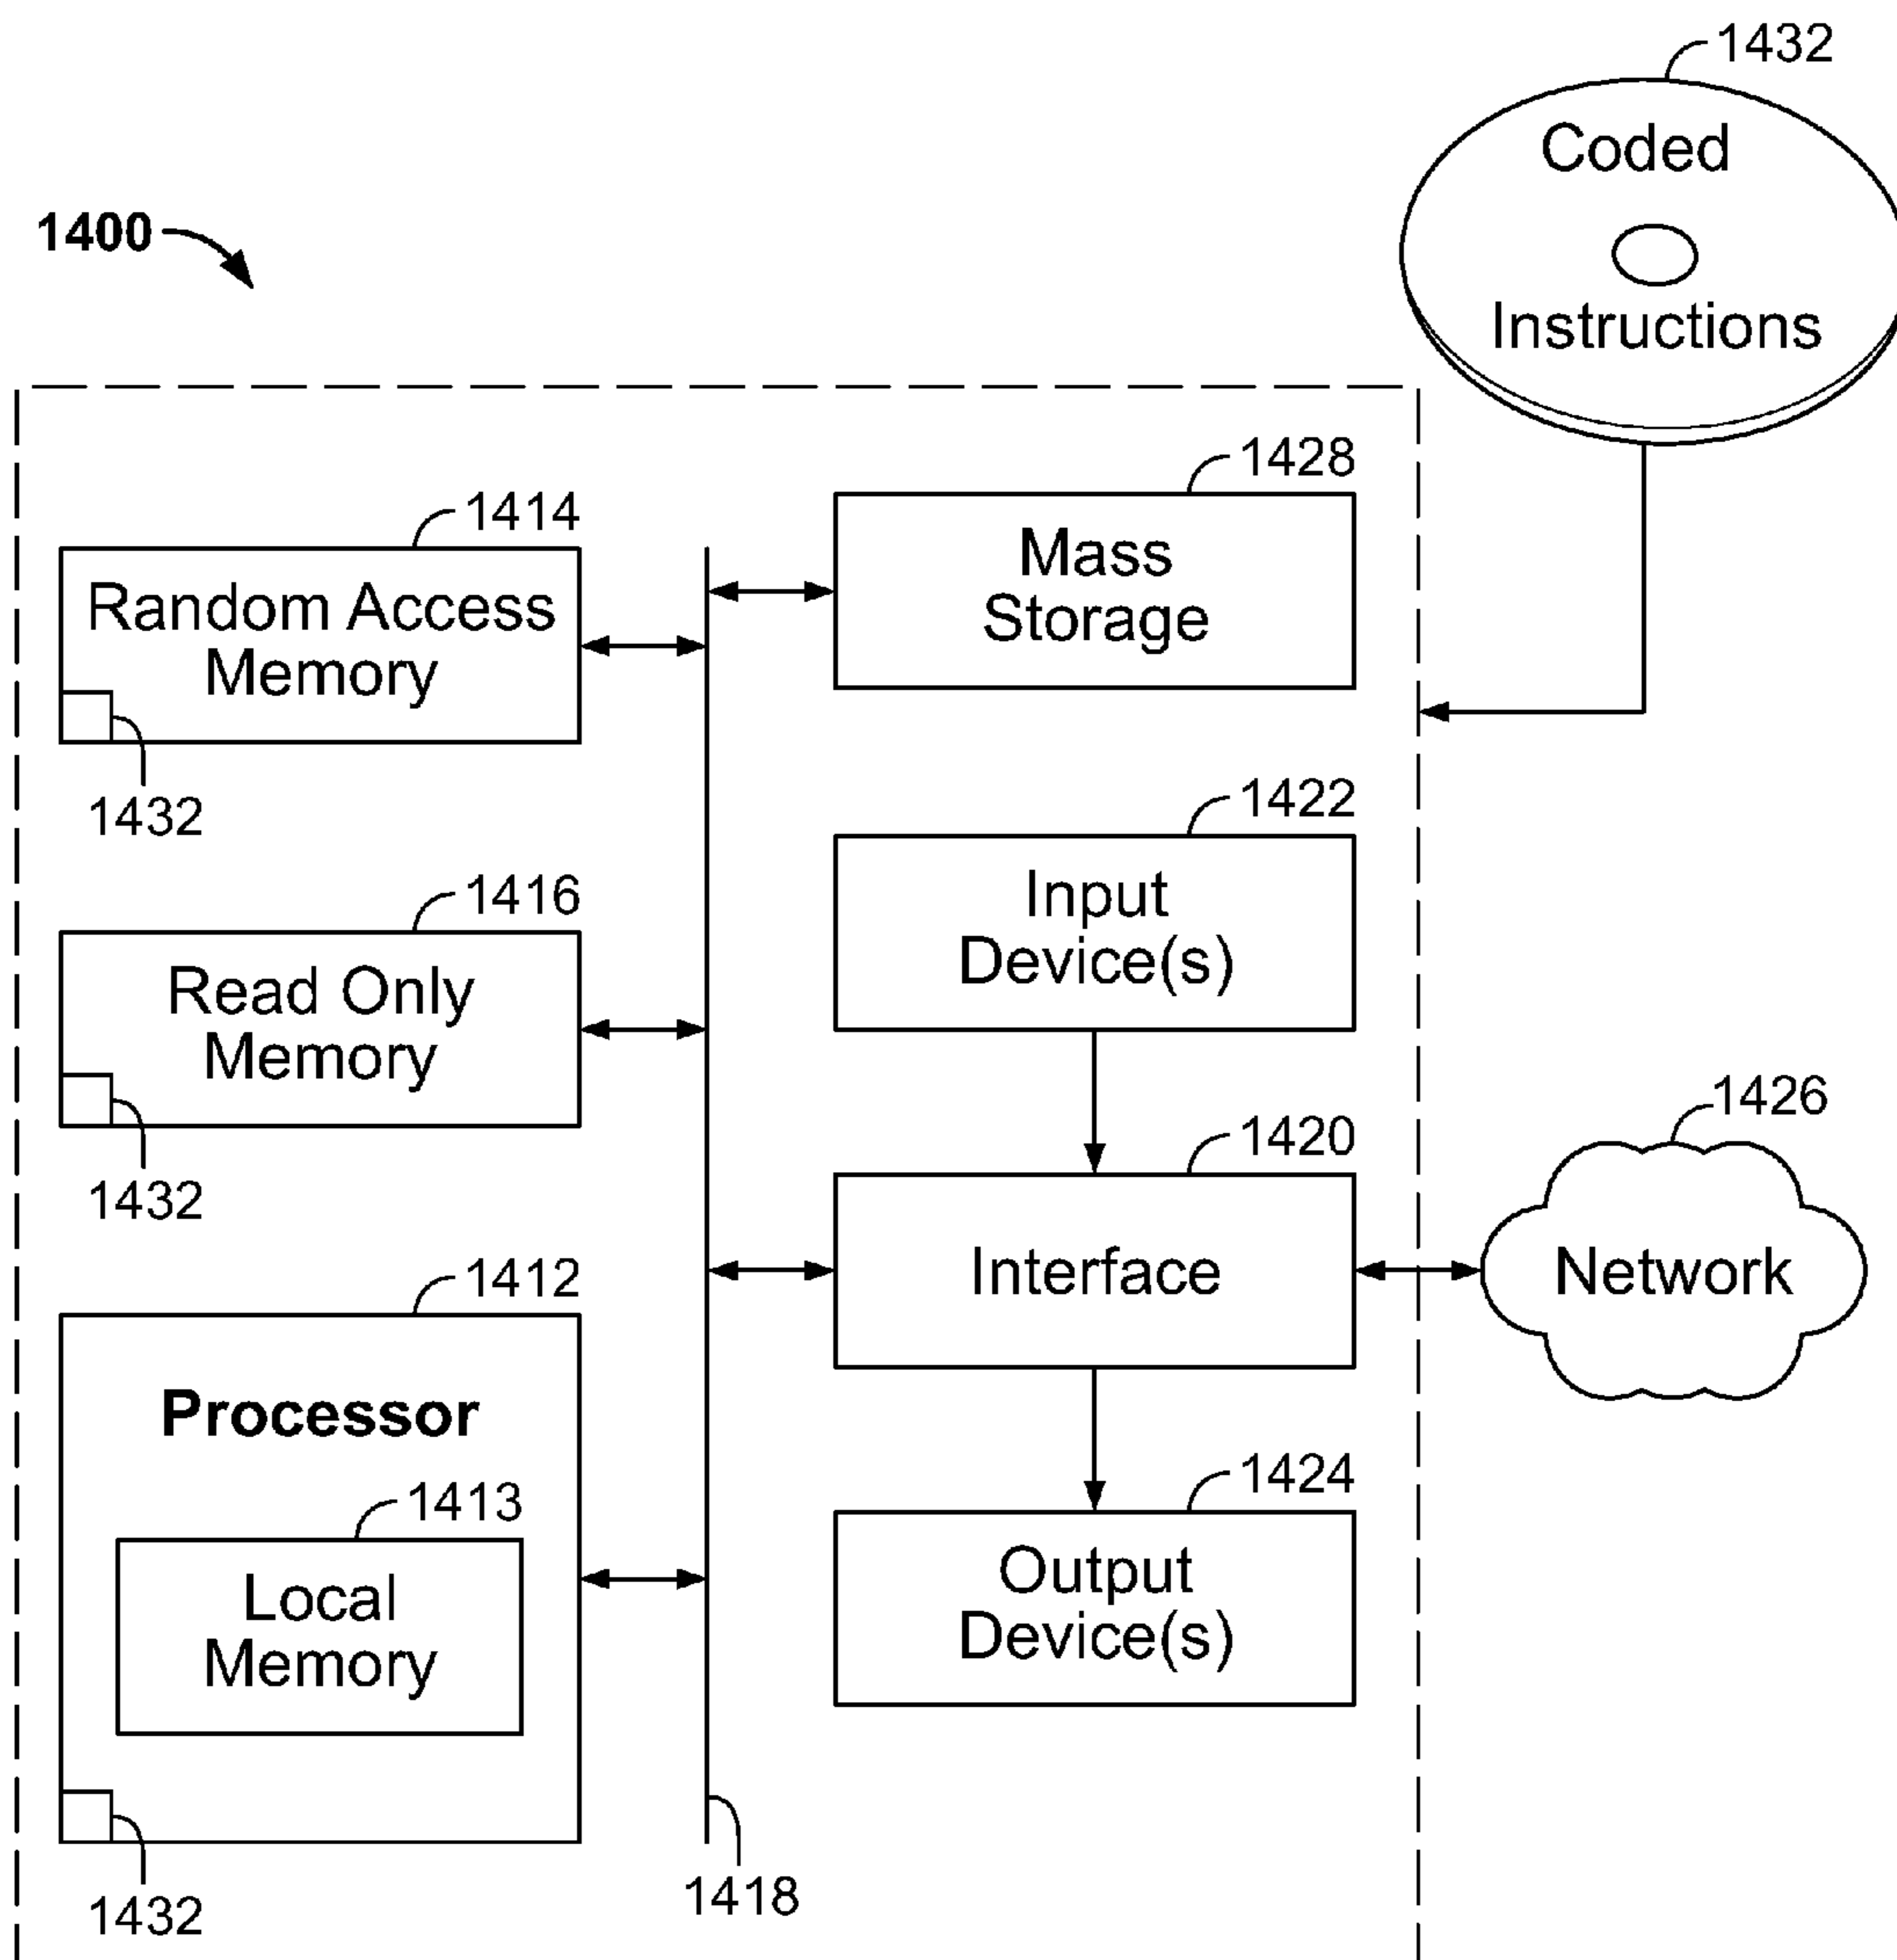 1432
Coded
Instructions
1400
1428
Mass
Storage
1414
Random Access
Memory
1432
1422
Input
Device(s)
1416
Read Only
Memory
1432
1420
Interface
1426
Network
1412
Processor
1413
Local
Memory
1432
1424
Output
Device(s)
1418